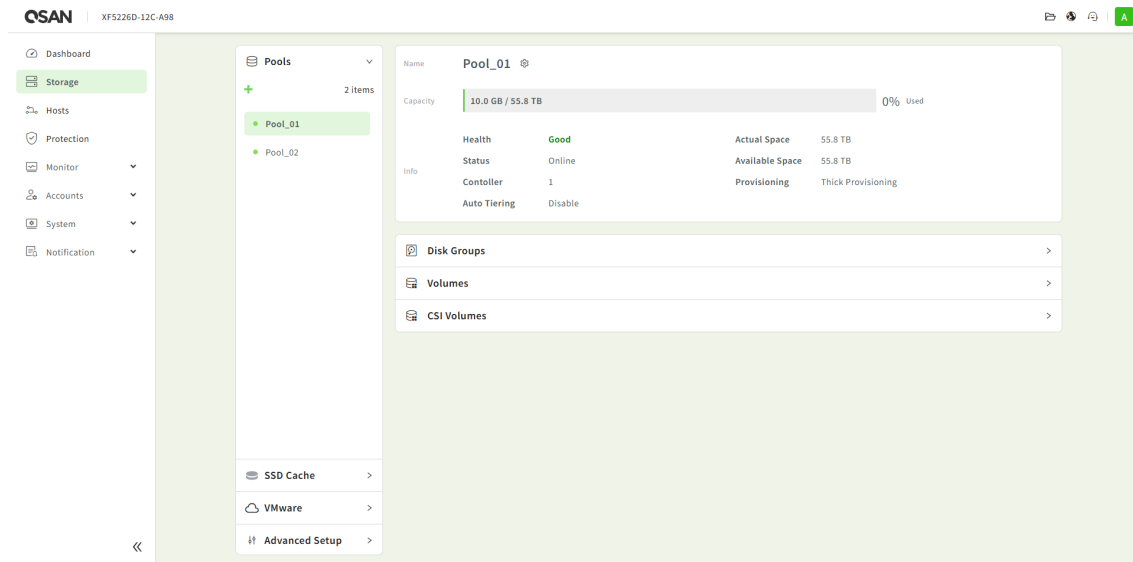 QSAN XF5226D-12C-A98
A
Dashboard
Storage
Hosts
Protection
Monitor
Accounts
System
Notification
Pools
2 items
Pool_01
Pool_02
SSD Cache
VMware
Advanced Setup
Name Pool_01
Capacity 10.0 GB / 55.8 TB 0% Used
Info
Health Good Actual Space 55.8 TB
Status Online Available Space 55.8 TB
Contoller 1 Provisioning Thick Provisioning
Auto Tiering Disable
Disk Groups
Volumes
CSI Volumes